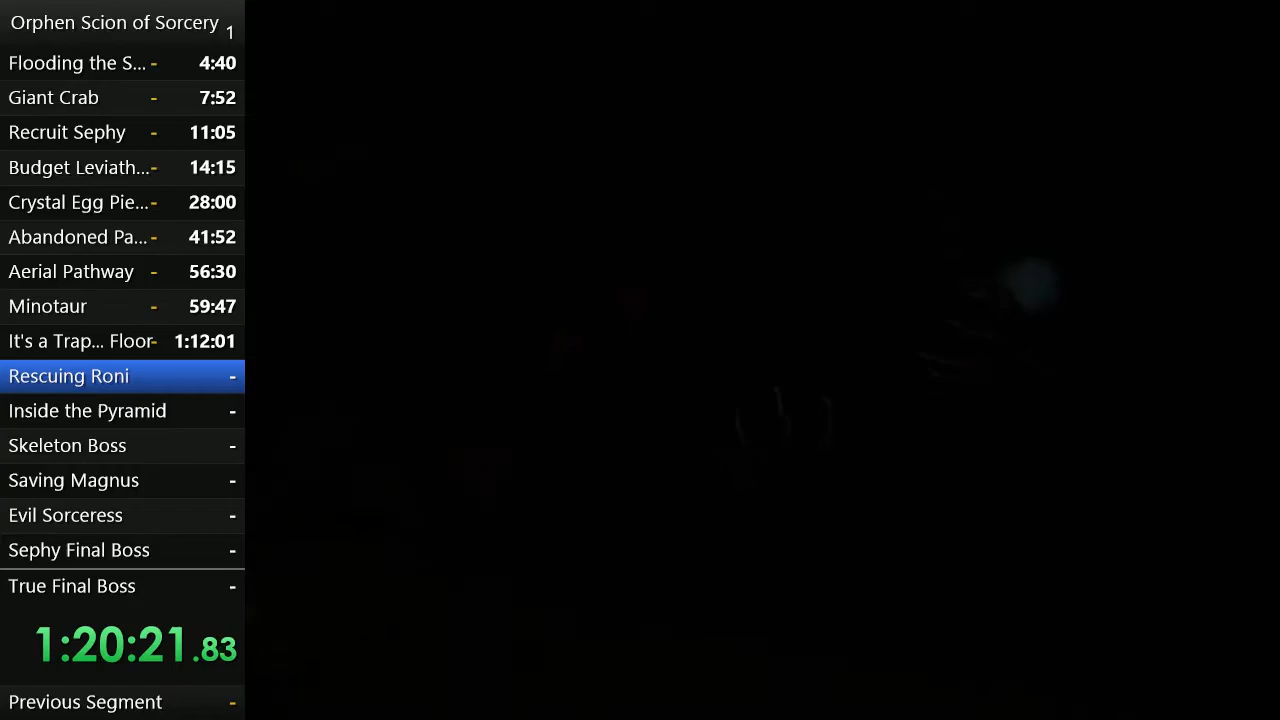 Orphen Scion of Sorcery 1
Flooding the S... - 4:40
Giant Crab - 7:52
Recruit Sephy - 11:05
Budget Leviath... - 14:15
Crystal Egg Pie... - 28:00
Abandoned Pa... - 41:52
Aerial Pathway - 56:30
Minotaur - 59:47
It's a Trap... Floor - 1:12:01
Rescuing Roni -
Inside the Pyramid -
Skeleton Boss -
Saving Magnus -
Evil Sorceress -
Sephy Final Boss -
True Final Boss -
1:20:21.83
Previous Segment -